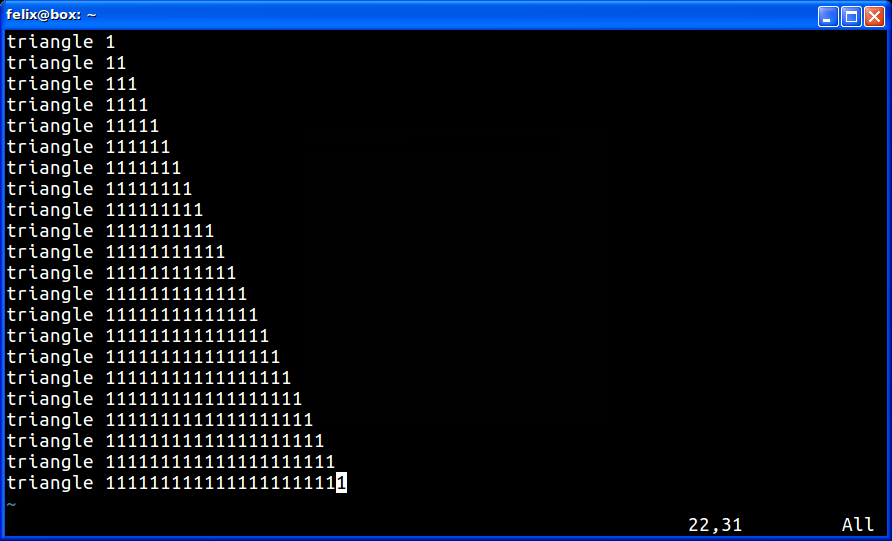 felix@box: ~
triangle 1
triangle 11
triangle 111
triangle 1111
triangle 11111
triangle 111111
triangle 1111111
triangle 11111111
triangle 111111111
triangle 1111111111
triangle 11111111111
triangle 111111111111
triangle 1111111111111
triangle 11111111111111
triangle 111111111111111
triangle 1111111111111111
triangle 11111111111111111
triangle 111111111111111111
triangle 1111111111111111111
triangle 11111111111111111111
triangle 111111111111111111111
triangle 1111111111111111111111
~
22,31 All